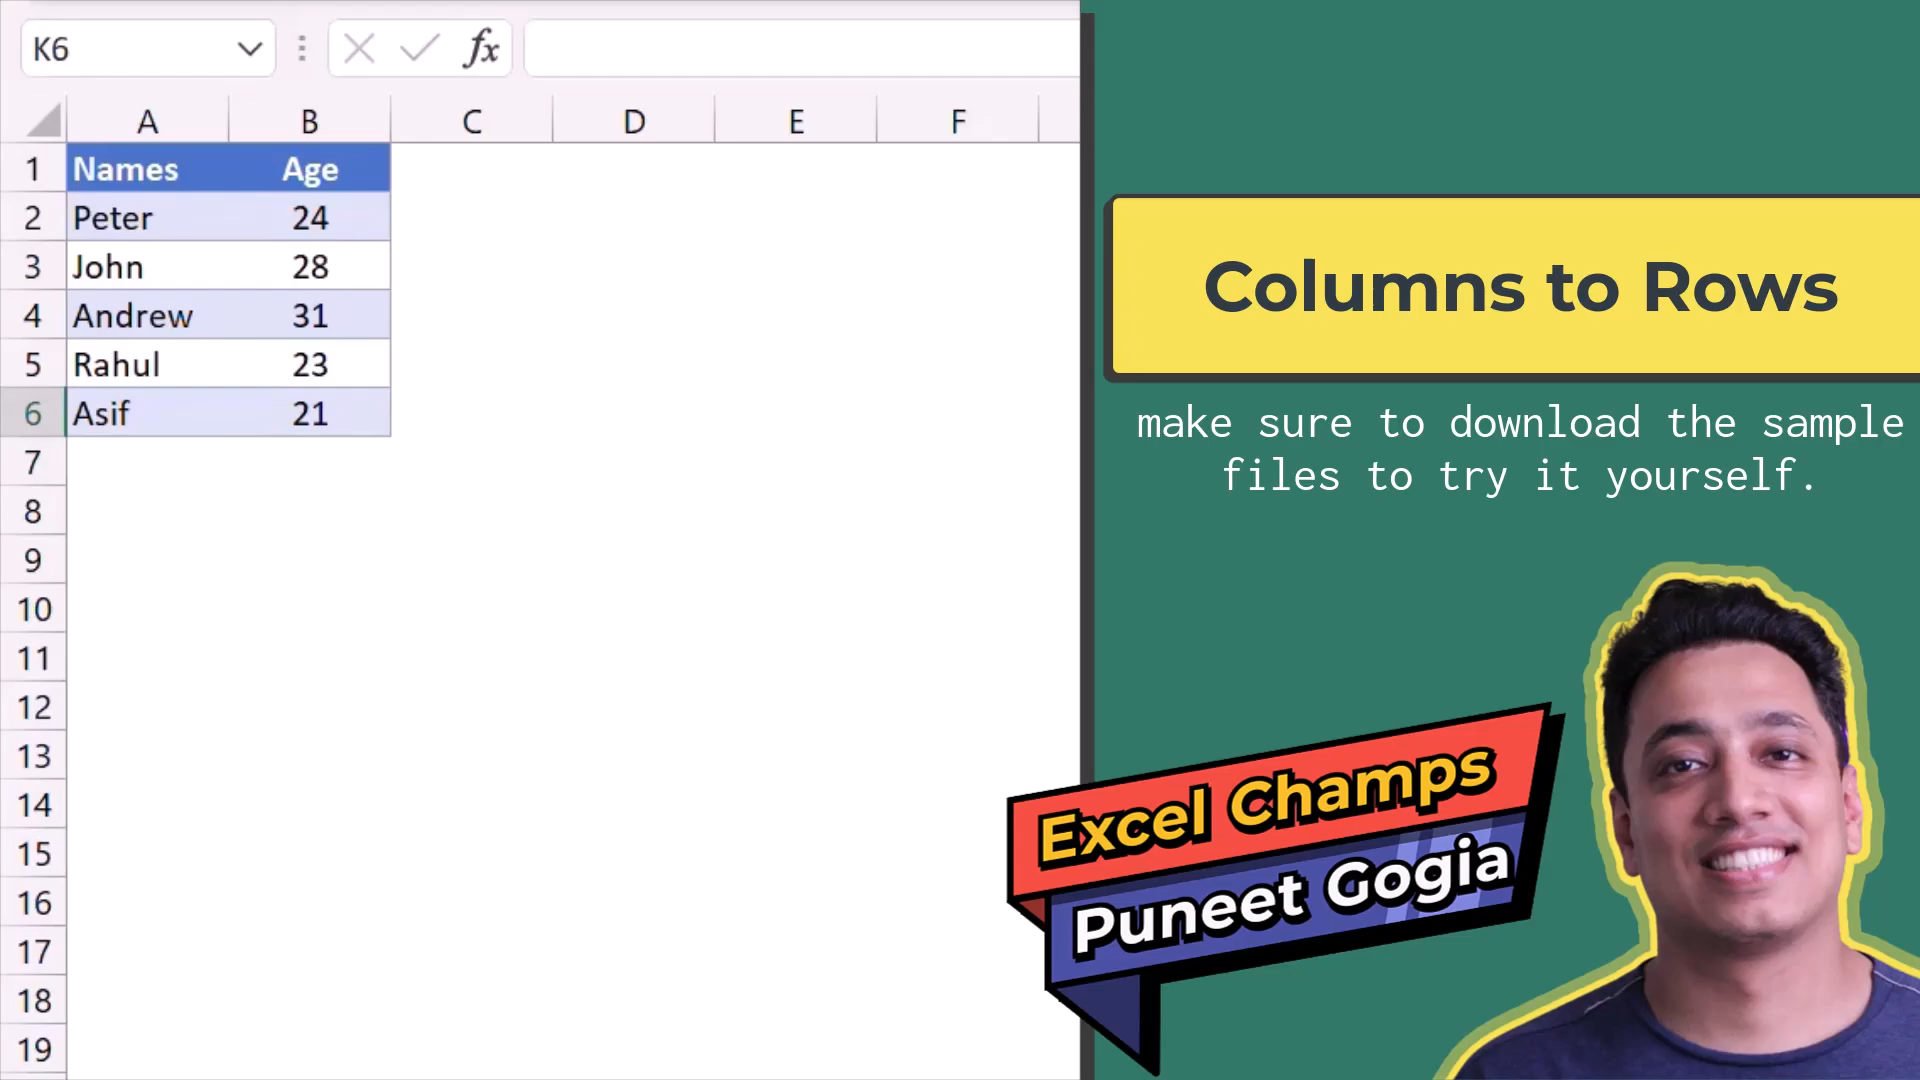 K6
fx
A B C D E F
1 Names Age
2 Peter 24
3 John 28
4 Andrew 31
5 Rahul 23
6 Asif 21
7
8
9
10
11
12
13
14
15
16
17
18
19
Columns to Rows
make sure to download the sample
files to try it yourself.
Excel Champs
Puneet Gogia